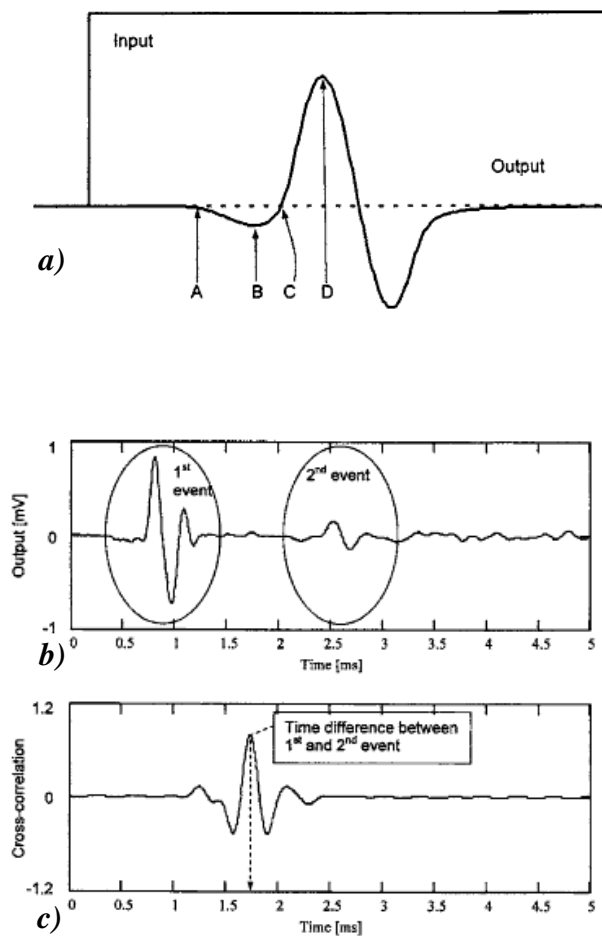 Input
Output
a)
A B C D
1
0
-1
Output [mV]
1st
event
2nd
event
0 0.5 1 1.5 2 2.5 3 3.5 4 4.5 5
Time [ms]
b)
1.2
0
-1.2
Cross-correlation
Time difference between
1st and 2nd event
0 0.5 1 1.5 2 2.5 3 3.5 4 4.5 5
Time [ms]
c)